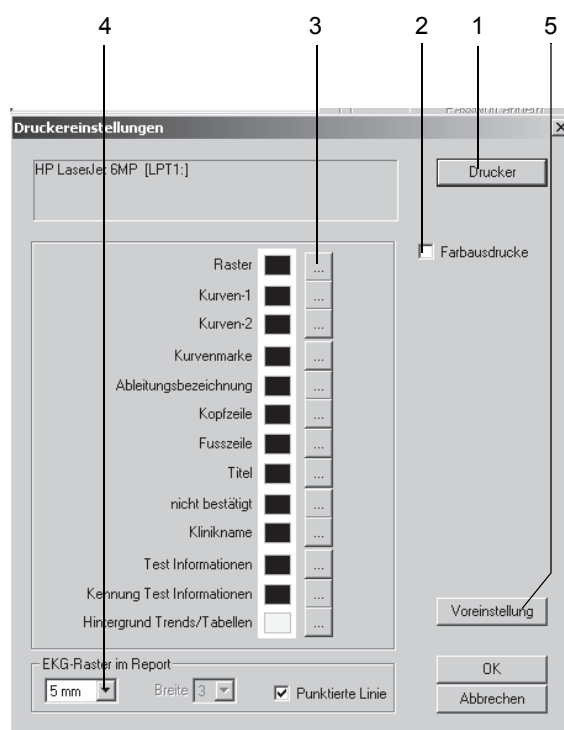 4 3 2 1 5
Druckereinstellungen
HP LaserJet 6MP [LPT1:]
Drucker
Farbausdrucke
Raster ...
Kurven-1 ...
Kurven-2 ...
Kurvenmarke ...
Ableitungsbezeichnung ...
Kopfzeile ...
Fusszeile ...
Titel ...
nicht bestätigt ...
Klinikname ...
Test Informationen ...
Kennung Test Informationen ...
Hintergrund Trends/Tabellen ...
Voreinstellung
EKG-Raster im Report
5 mm Breite 3 Punktierte Linie
OK
Abbrechen